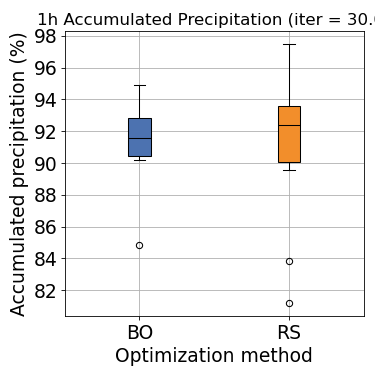 1h Accumulated Precipitation (iter = 30.
Accumulated precipitation (%)
98
96
94
92
90
88
86
84
82
BO
RS
Optimization method